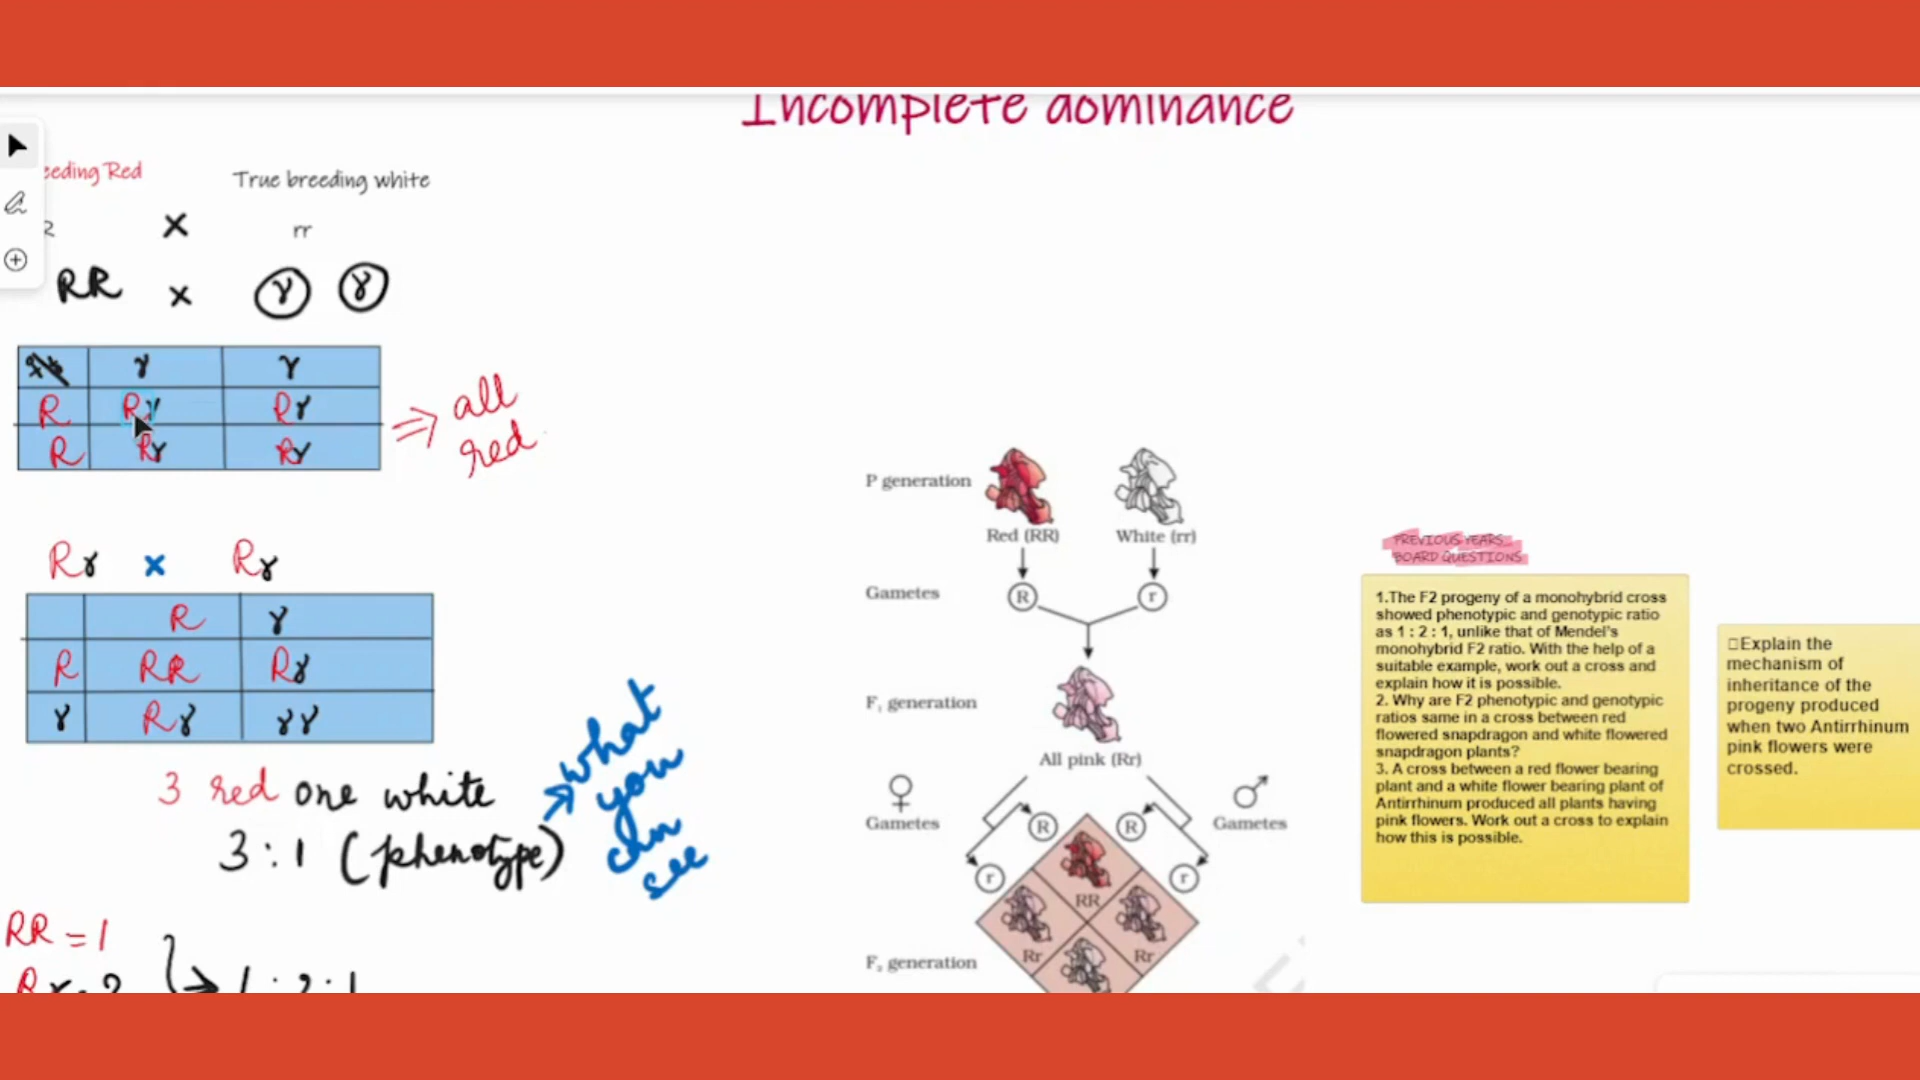 Incomplete dominance
eeding Red
True breeding white
x
rr
RR x r r
r r
R Rr Rr
R Rr Rr
⇒ all
red
Rr x Rr
R r
R RR Rr
r Rr rr
3 red one white
3:1 (phenotype)
→ what
you
can
see
RR = 1
→ 1:2:1
P generation
Red (RR)
White (rr)
Gametes
R
r
F₁ generation
All pink (Rr)
♀
Gametes
♂
Gametes
R
R
r
r
RR
Rr
Rr
F₂ generation
PREVIOUS YEARS
BOARD QUESTIONS
1.The F2 progeny of a monohybrid cross
showed phenotypic and genotypic ratio
as 1 : 2 : 1, unlike that of Mendel's
monohybrid F2 ratio. With the help of a
suitable example, work out a cross and
explain how it is possible.
2. Why are F2 phenotypic and genotypic
ratios same in a cross between red
flowered snapdragon and white flowered
snapdragon plants?
3. A cross between a red flower bearing
plant and a white flower bearing plant of
Antirrhinum produced all plants having
pink flowers. Work out a cross to explain
how this is possible.
□Explain the
mechanism of
inheritance of the
progeny produced
when two Antirrhinum
pink flowers were
crossed.